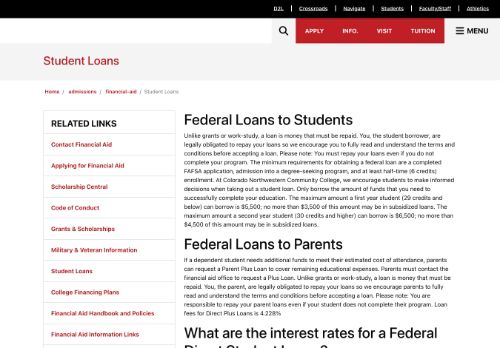 D2L Crossroads Navigate Students Faculty/Staff Athletics
APPLY INFO. VISIT TUITION MENU
Student Loans
Home / admissions / financial-aid / Student Loans
RELATED LINKS
Contact Financial Aid
Applying for Financial Aid
Scholarship Central
Code of Conduct
Grants & Scholarships
Military & Veteran Information
Student Loans
College Financing Plans
Financial Aid Handbook and Policies
Financial Aid Information Links
Federal Loans to Students
Unlike grants or work-study, a loan is money that must be repaid. You, the student borrower, are
legally obligated to repay your loans so we encourage you to fully read and understand the terms and
conditions before accepting a loan. Please note: You must repay your loans even if you do not
complete your program. The minimum requirements for obtaining a federal loan are a completed
FAFSA application, admission into a degree-seeking program, and at least half-time (6 credits)
enrollment. At Colorado Northwestern Community College, we encourage students to make informed
decisions when taking out a student loan. Only borrow the amount of funds that you need to
successfully complete your education. The maximum amount a first year student (29 credits and
below) can borrow is $5,500; no more than $3,500 of this amount may be in subsidized loans. The
maximum amount a second year student (30 credits and higher) can borrow is $6,500; no more than
$4,500 of this amount may be in subsidized loans.
Federal Loans to Parents
If a dependent student needs additional funds to meet their estimated cost of attendance, parents
can request a Parent Plus Loan to cover remaining educational expenses. Parents must contact the
financial aid office to request a Plus Loan. Unlike grants or work-study, a loan is money that must be
repaid. You, the parent, are legally obligated to repay your loans so we encourage parents to fully
read and understand the terms and conditions before accepting a loan. Please note: You are
responsible to repay your parent loans even if your student does not complete their program. Loan
fees for Direct Plus Loans is 4.228%
What are the interest rates for a Federal